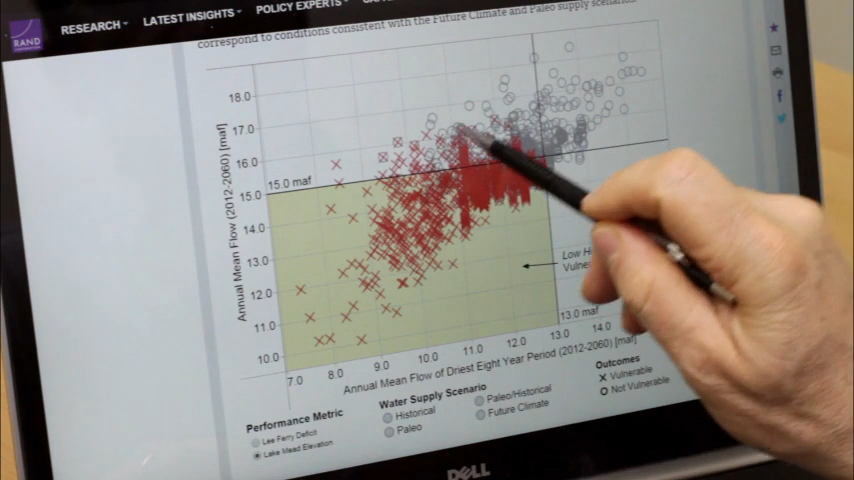 RAND
CORPORATION
RESEARCH
LATEST INSIGHTS
POLICY EXPERTS
correspond to conditions consistent with the Future Climate and Paleo supply scenarios.
Annual Mean Flow (2012-2060) [maf]
18.0
17.0
16.0
15.0
14.0
13.0
12.0
11.0
10.0
15.0 maf
Low Hi
Vulne
13.0 maf
7.0 8.0 9.0 10.0 11.0 12.0 13.0 14.0
Annual Mean Flow of Driest Eight Year Period (2012-2060) [maf]
Performance Metric
Lee Ferry Deficit
Lake Mead Elevation
Water Supply Scenario
Historical
Paleo
Paleo/Historical
Future Climate
Outcomes
X Vulnerable
O Not Vulnerable
DELL